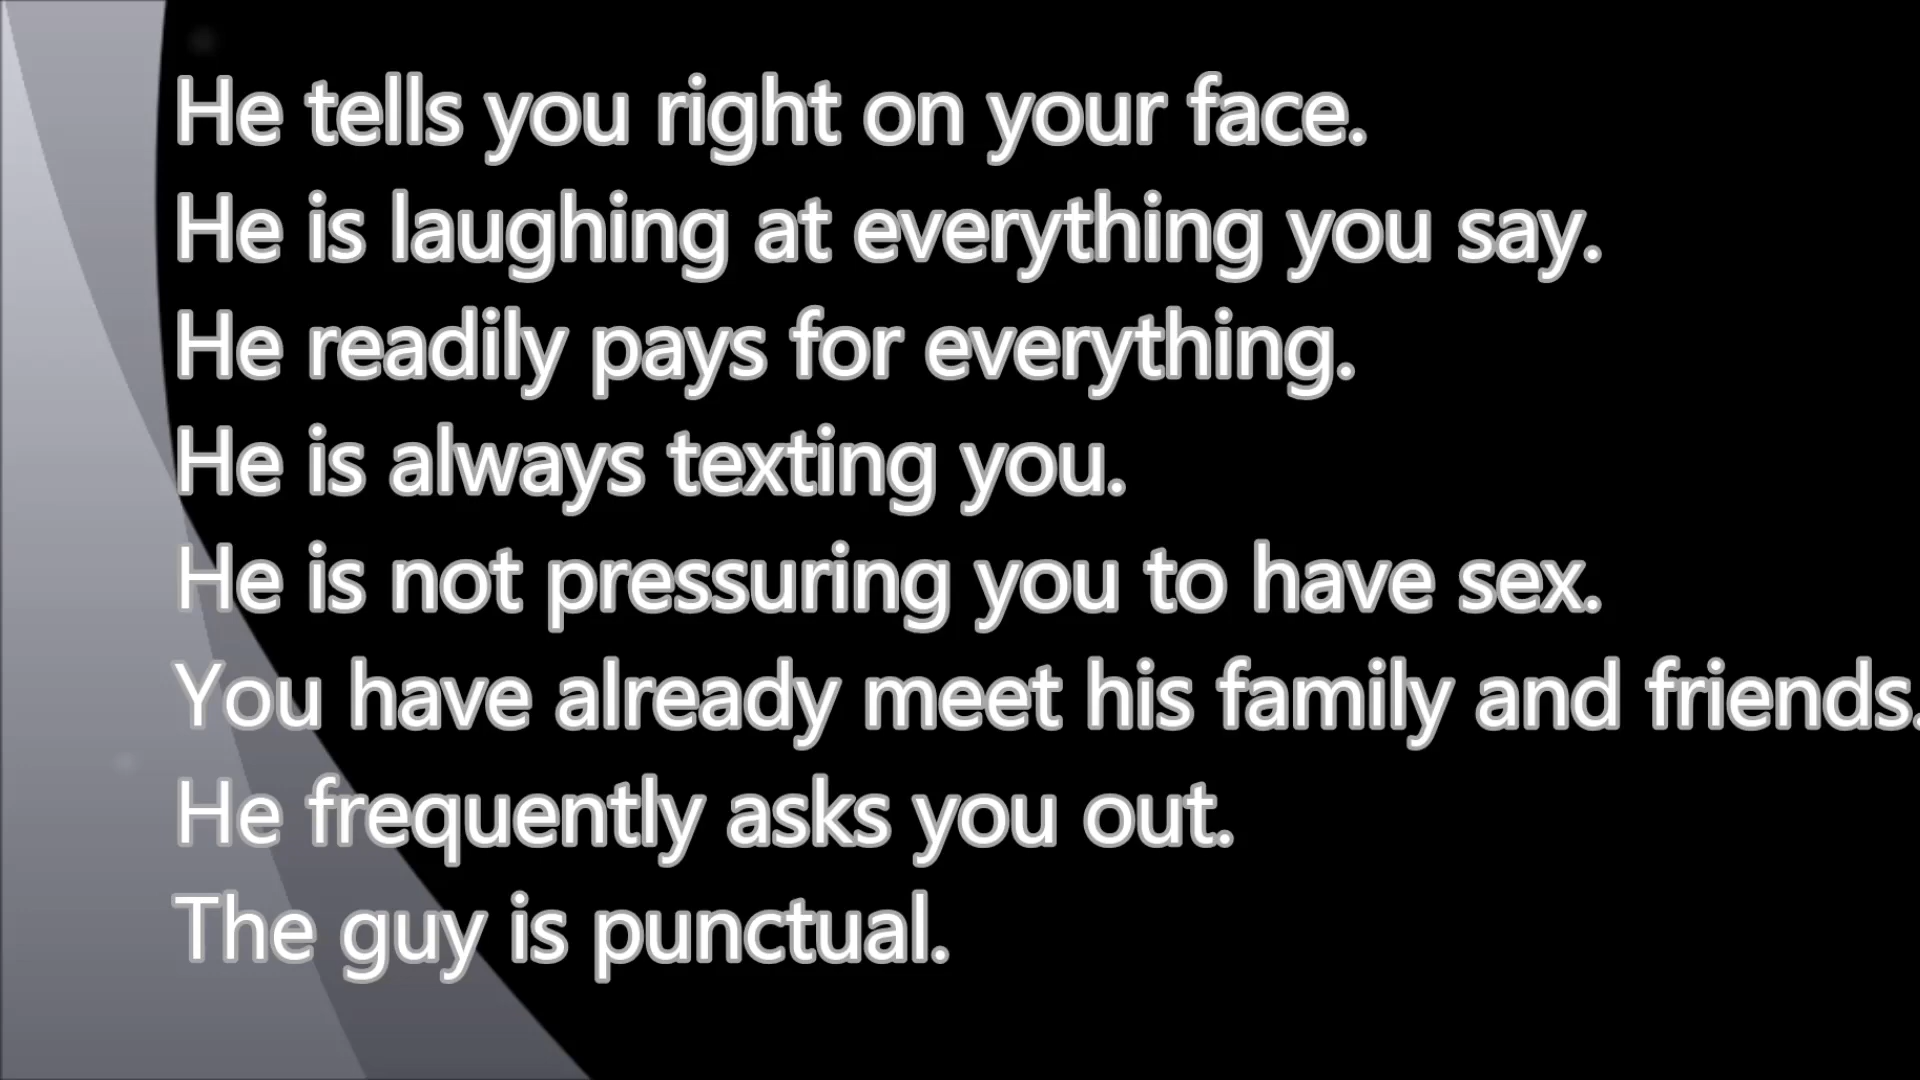 He tells you right on your face.
He is laughing at everything you say.
He readily pays for everything.
He is always texting you.
He is not pressuring you to have sex.
You have already meet his family and friends.
He frequently asks you out.
The guy is punctual.